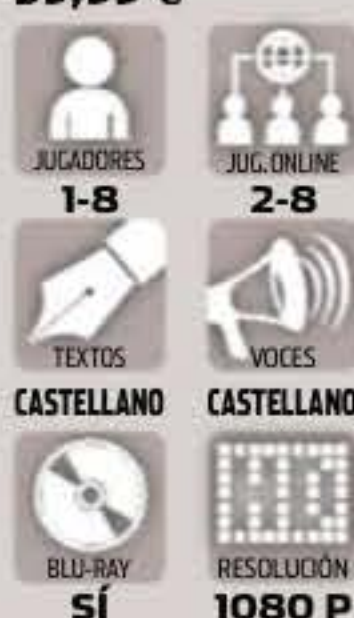 JUGADORES JUG. ONLINE
1-8 2-8
TEXTOS VOCES
CASTELLANO CASTELLANO
BLU-RAY RESOLUCIÓN
SÍ 1080 P